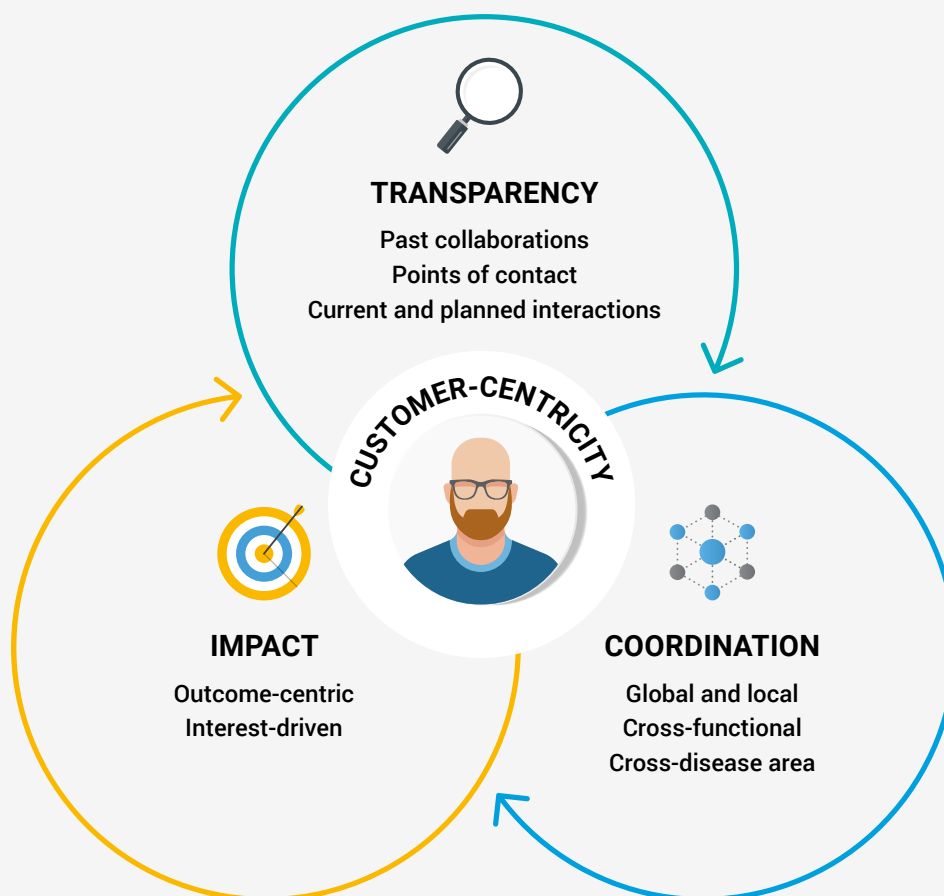 TRANSPARENCY
Past collaborations
Points of contact
Current and planned interactions
CUSTOMER-CENTRICITY
IMPACT
Outcome-centric
Interest-driven
COORDINATION
Global and local
Cross-functional
Cross-disease area